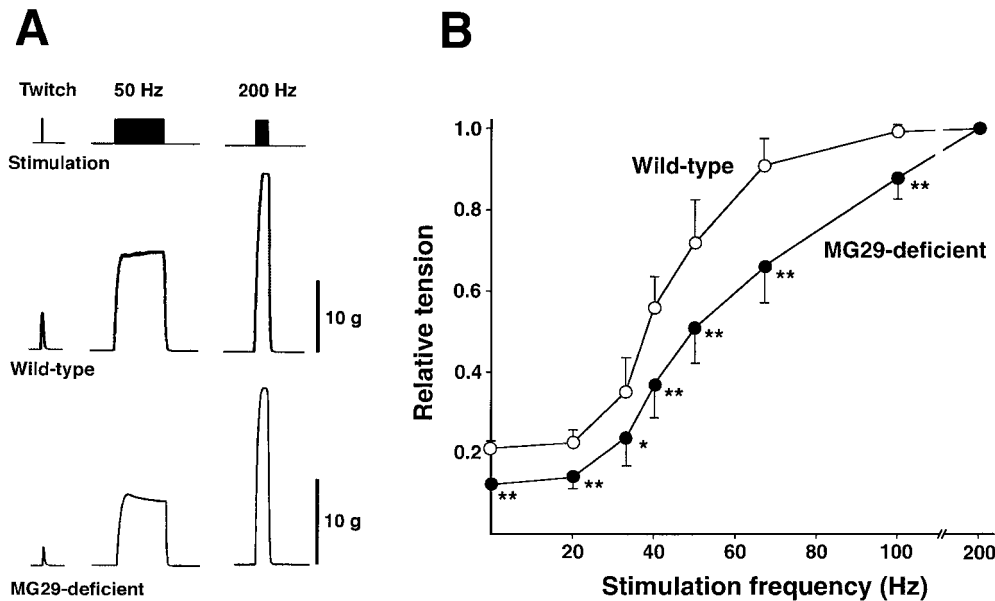 A
Twitch 50 Hz 200 Hz
Stimulation
10 g
Wild-type
10 g
MG29-deficient
B
Relative tension
1.0
0.8
0.6
0.4
0.2
Wild-type
MG29-deficient
**
**
*
**
**
**
**
20 40 60 80 100 200
Stimulation frequency (Hz)